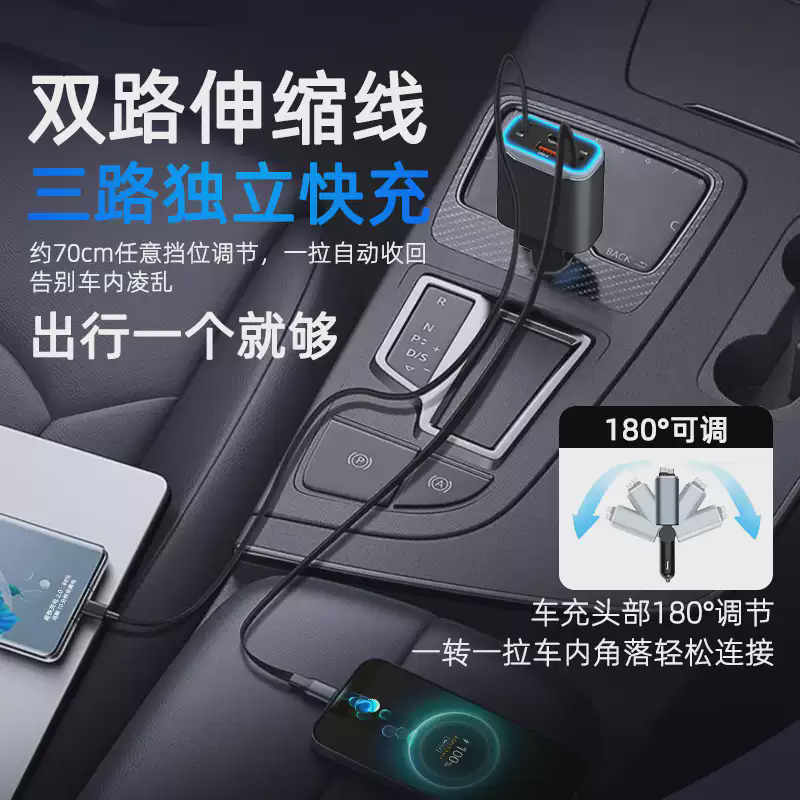 双路伸缩线
三路独立快充
约70cm任意挡位调节，一拉自动收回
告别车内凌乱
出行一个就够
BACK
R
N
P
D/S
+
-
P
A
180°可调
车充头部180°调节
一转一拉车内角落轻松连接
100%